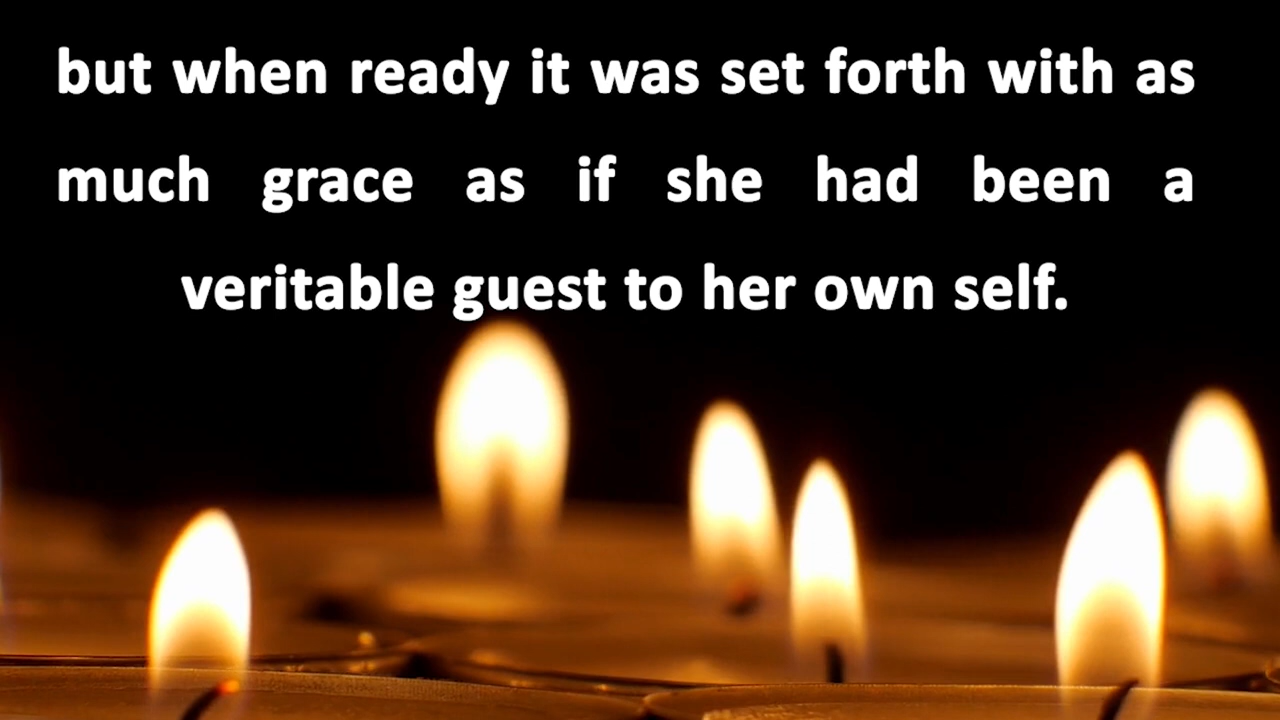 but when ready it was set forth with as
much grace as if she had been a
veritable guest to her own self.